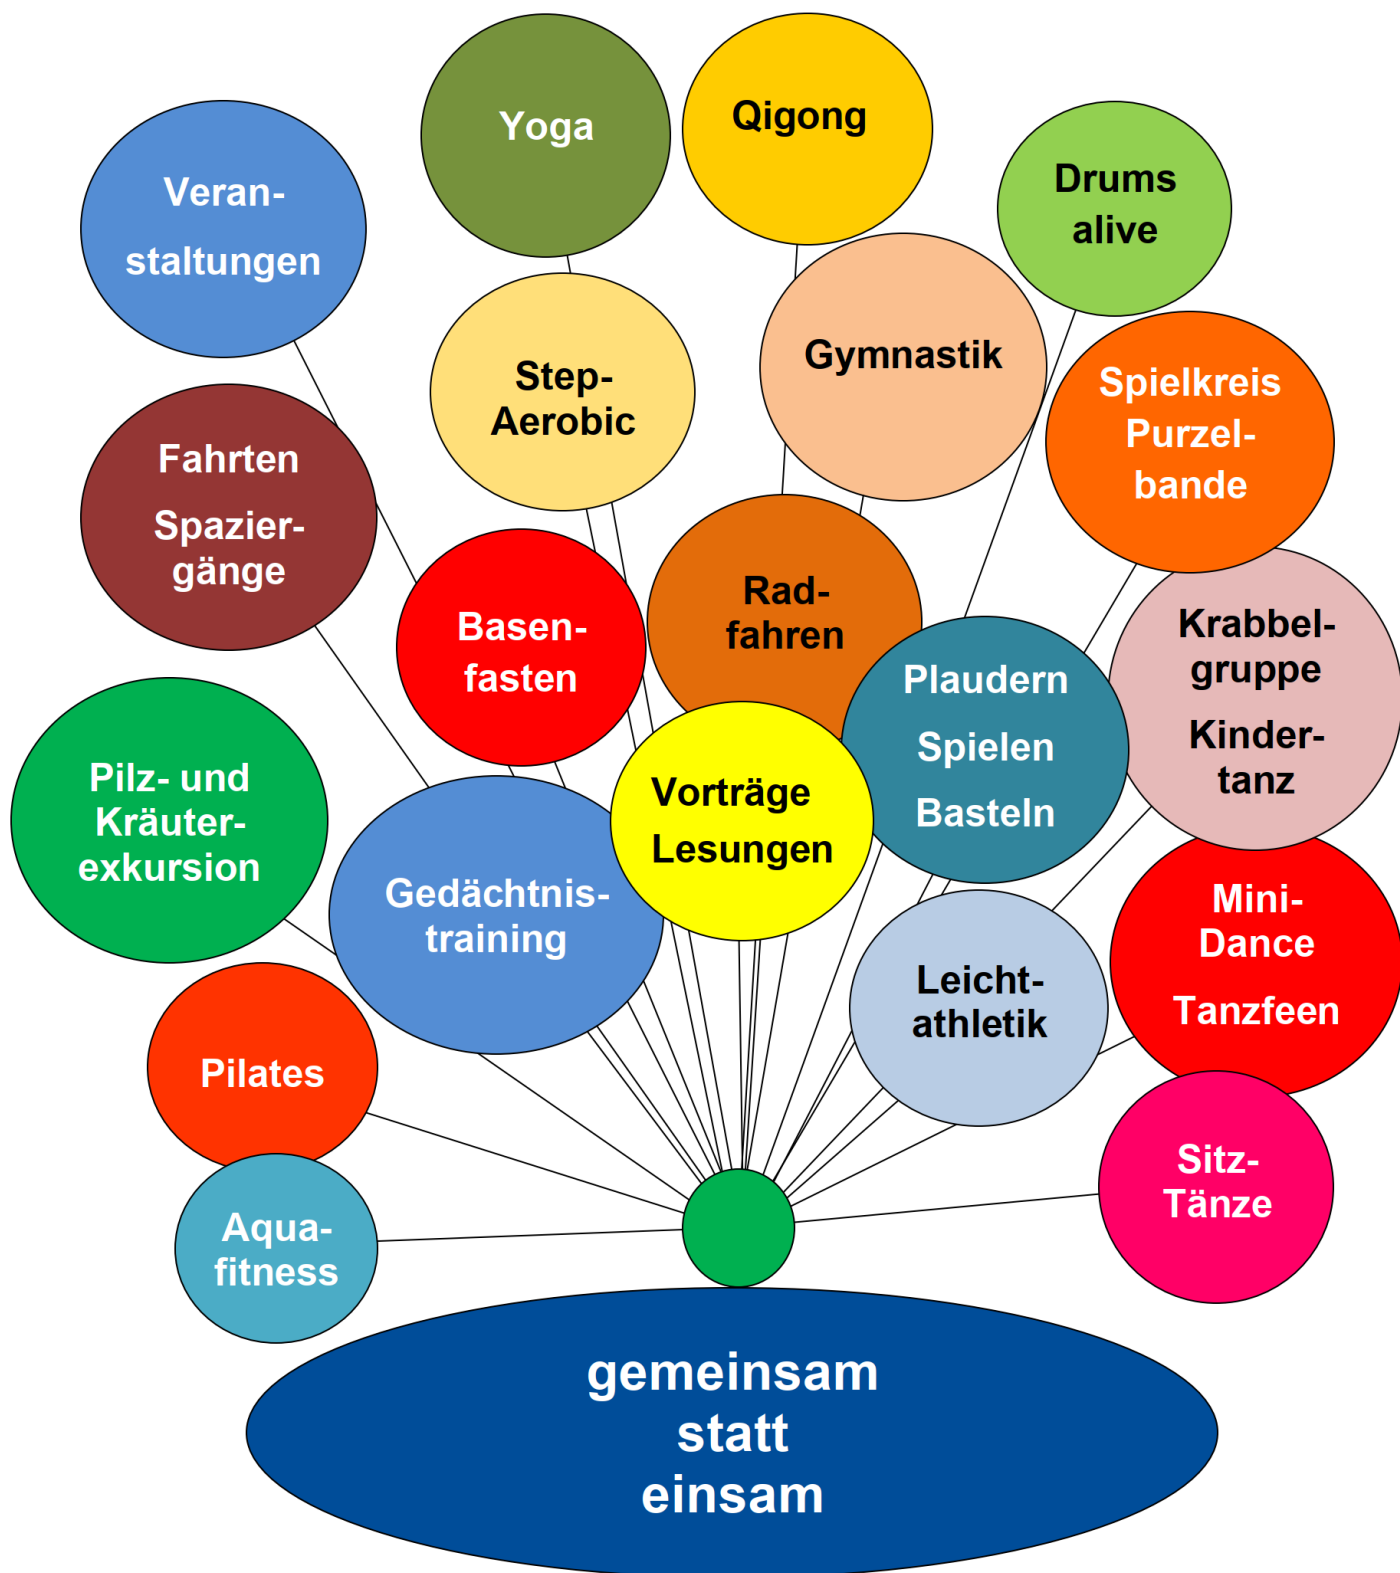 Yoga
Qigong
Veran-
staltungen
Drums
alive
Step-
Aerobic
Gymnastik
Spielkreis
Purzel-
bande
Fahrten
Spazier-
gänge
Basen-
fasten
Rad-
fahren
Krabbel-
gruppe
Kinder-
tanz
Plaudern
Spielen
Basteln
Pilz- und
Kräuter-
exkursion
Vorträge
Lesungen
Gedächtnis-
training
Mini-
Dance
Tanzfeen
Leicht-
athletik
Pilates
Sitz-
Tänze
Aqua-
fitness
gemeinsam
statt
einsam